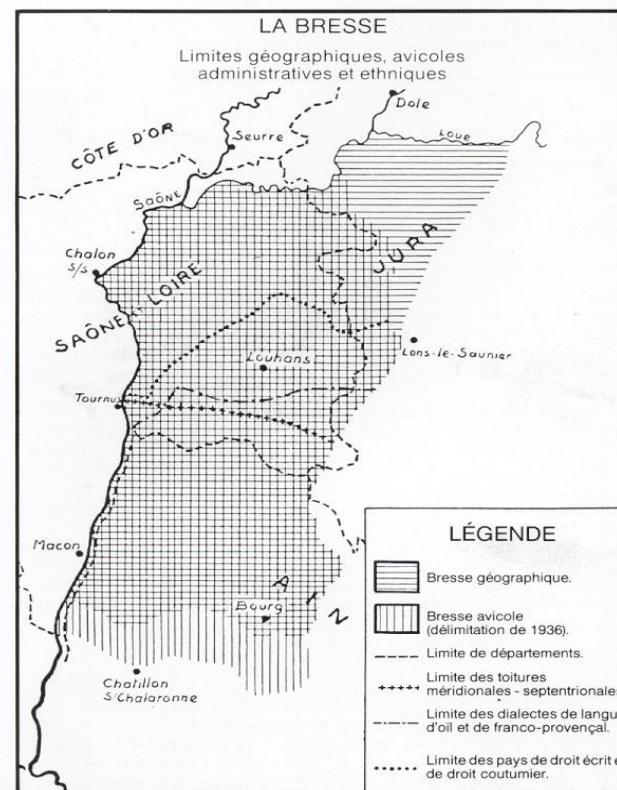 LA BRESSE
Limites géographiques, avicoles
administratives et ethniques
Dole
CÔTE D'OR
Seurre
Loue
SAÔNE
Chalon
S/S
JURA
SAÔNE ET LOIRE
Louhans
Lons-le-Saunier
Tournus
Macon
AIN
Bourg
Chatillon
S/Chalaronne
LÉGENDE
Bresse géographique.
Bresse avicole
(délimitation de 1936).
Limite de départements.
Limite des toitures
méridionales - septentrionales
Limite des dialectes de langu
d'oïl et de franco-provençal.
Limite des pays de droit écrit e
de droit coutumier.